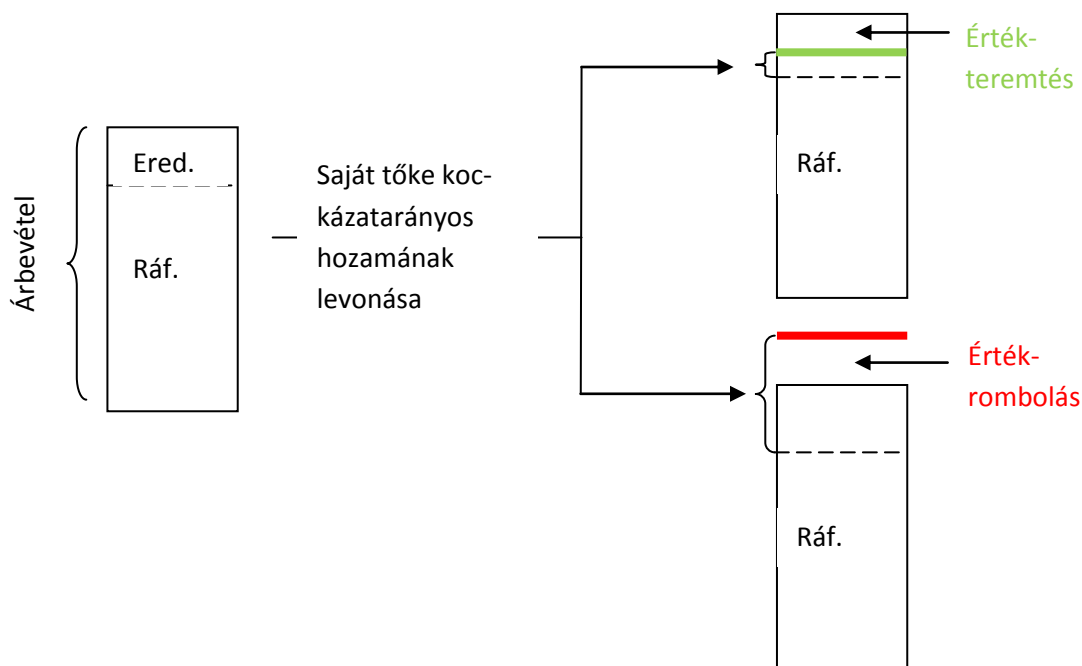 Árbevétel
Ered.
Ráf.
Saját tőke koc-
kázatarányos
hozamának
levonása
Érték-
teremtés
Ráf.
Érték-
rombolás
Ráf.